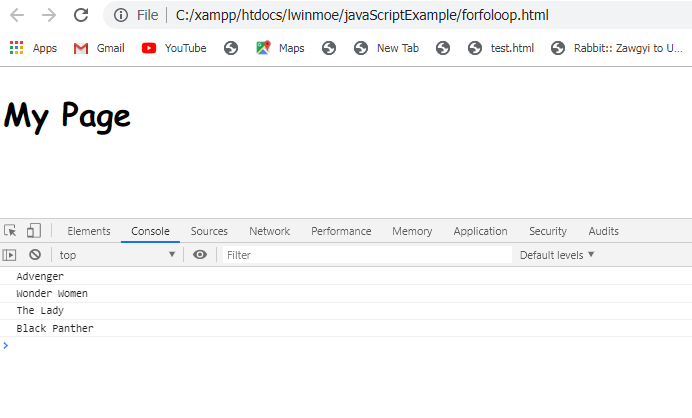 File C:/xampp/htdocs/lwinmoe/javaScriptExample/forfoloop.html
Apps Gmail YouTube Maps New Tab test.html Rabbit:: Zawgyi to U...
My Page
Elements Console Sources Network Performance Memory Application Security Audits
top Filter Default levels
Advenger
Wonder Women
The Lady
Black Panther
>